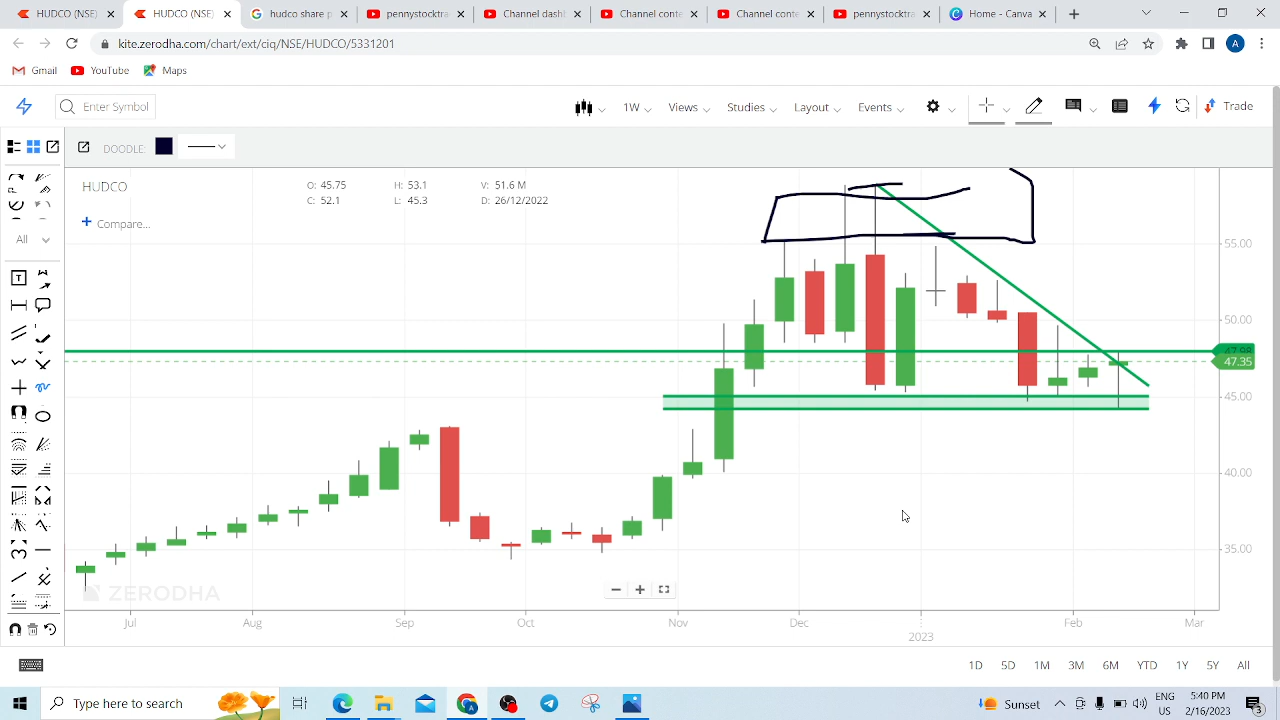 HUDCO (NSE)
HUDCO (NSE)
hudco share p
pennystocktra
Channel dashb
Channel conte
Channel conte
pennystocktra
Home - Canva
kite.zerodha.com/chart/ext/ciq/NSE/HUDCO/5331201
Gmail YouTube Maps
Enter Symbol 1W Views Studies Layout Events Trade
DOODLE:
HUDCO
O: 45.75 H: 53.1 V: 51.6 M
C: 52.1 L: 45.3 D: 26/12/2022
Compare...
All
55.00
50.00
47.98
47.35
45.00
40.00
35.00
ZERODHA
Jul Aug Sep Oct Nov Dec 2023 Feb Mar
1D 5D 1M 3M 6M YTD 1Y 5Y All
Type here to search
Sunset
ENG
US
5:40 PM
2/16/2023